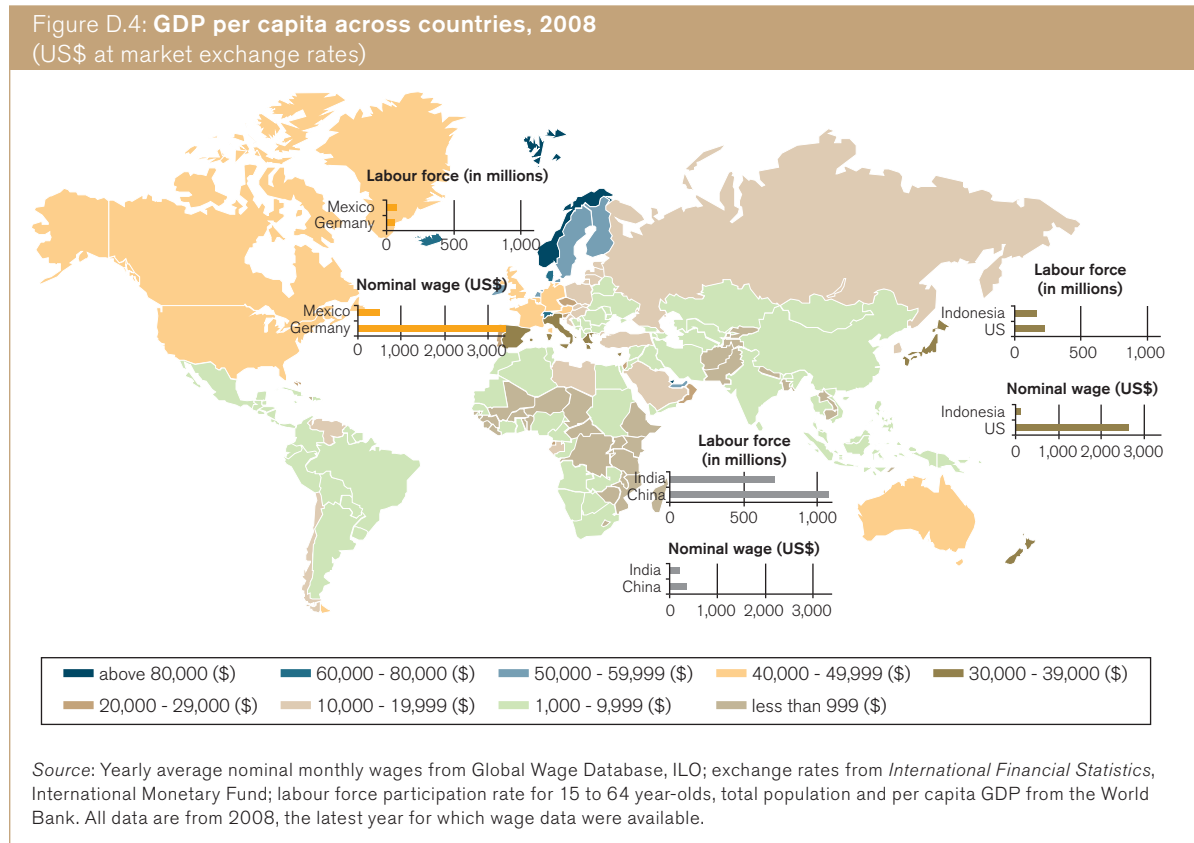 Figure D.4: GDP per capita across countries, 2008
(US$ at market exchange rates)
Labour force (in millions)
Mexico
Germany
0 500 1,000
Nominal wage (US$)
Mexico
Germany
0 1,000 2,000 3,000
Labour force
(in millions)
Indonesia
US
0 500 1,000
Nominal wage (US$)
Indonesia
US
0 1,000 2,000 3,000
Labour force
(in millions)
India
China
0 500 1,000
Nominal wage (US$)
India
China
0 1,000 2,000 3,000
above 80,000 ($) 60,000 - 80,000 ($) 50,000 - 59,999 ($) 40,000 - 49,999 ($) 30,000 - 39,000 ($)
20,000 - 29,000 ($) 10,000 - 19,999 ($) 1,000 - 9,999 ($) less than 999 ($)
Source: Yearly average nominal monthly wages from Global Wage Database, ILO; exchange rates from International Financial Statistics,
International Monetary Fund; labour force participation rate for 15 to 64 year-olds, total population and per capita GDP from the World
Bank. All data are from 2008, the latest year for which wage data were available.